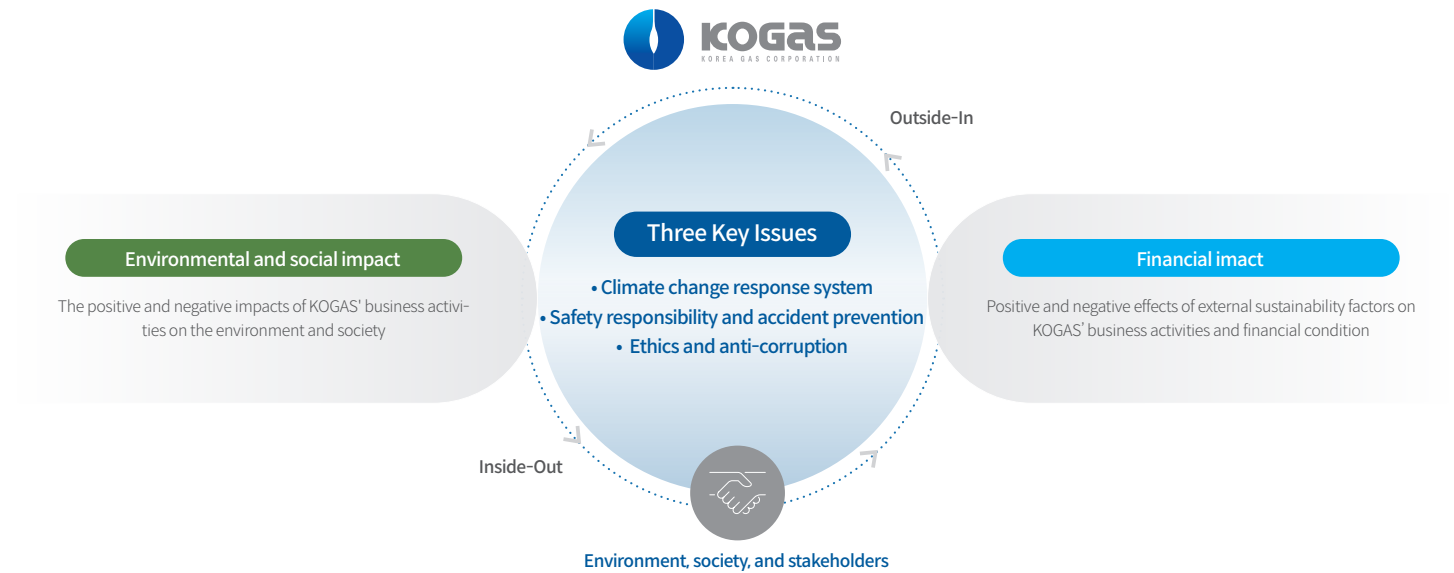 KOGAS
KOREA GAS CORPORATION
Outside-In
Three Key Issues
• Climate change response system
• Safety responsibility and accident prevention
• Ethics and anti-corruption
Environmental and social impact
The positive and negative impacts of KOGAS' business activi-
ties on the environment and society
Financial imact
Positive and negative effects of external sustainability factors on
KOGAS' business activities and financial condition
Inside-Out
Environment, society, and stakeholders